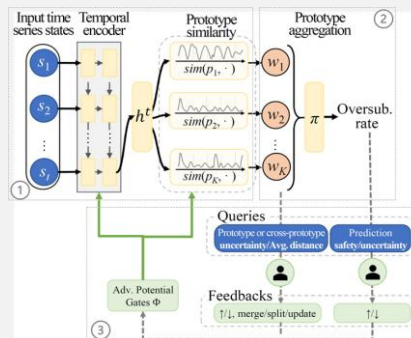 Input time
series states
Temporal
encoder
Prototype
similarity
Prototype
aggregation
2
s1
s2
⋮
st
h^t
sim(p1, ·)
sim(p2, ·)
⋮
sim(pK, ·)
w1
w2
⋮
wK
π
Oversub.
rate
1
Queries
Prototype or cross-prototype
uncertainty/Avg. distance
Prediction
safety/uncertainty
Adv. Potential
Gates Φ
Feedbacks
↑/↓, merge/split/update
↑/↓
3